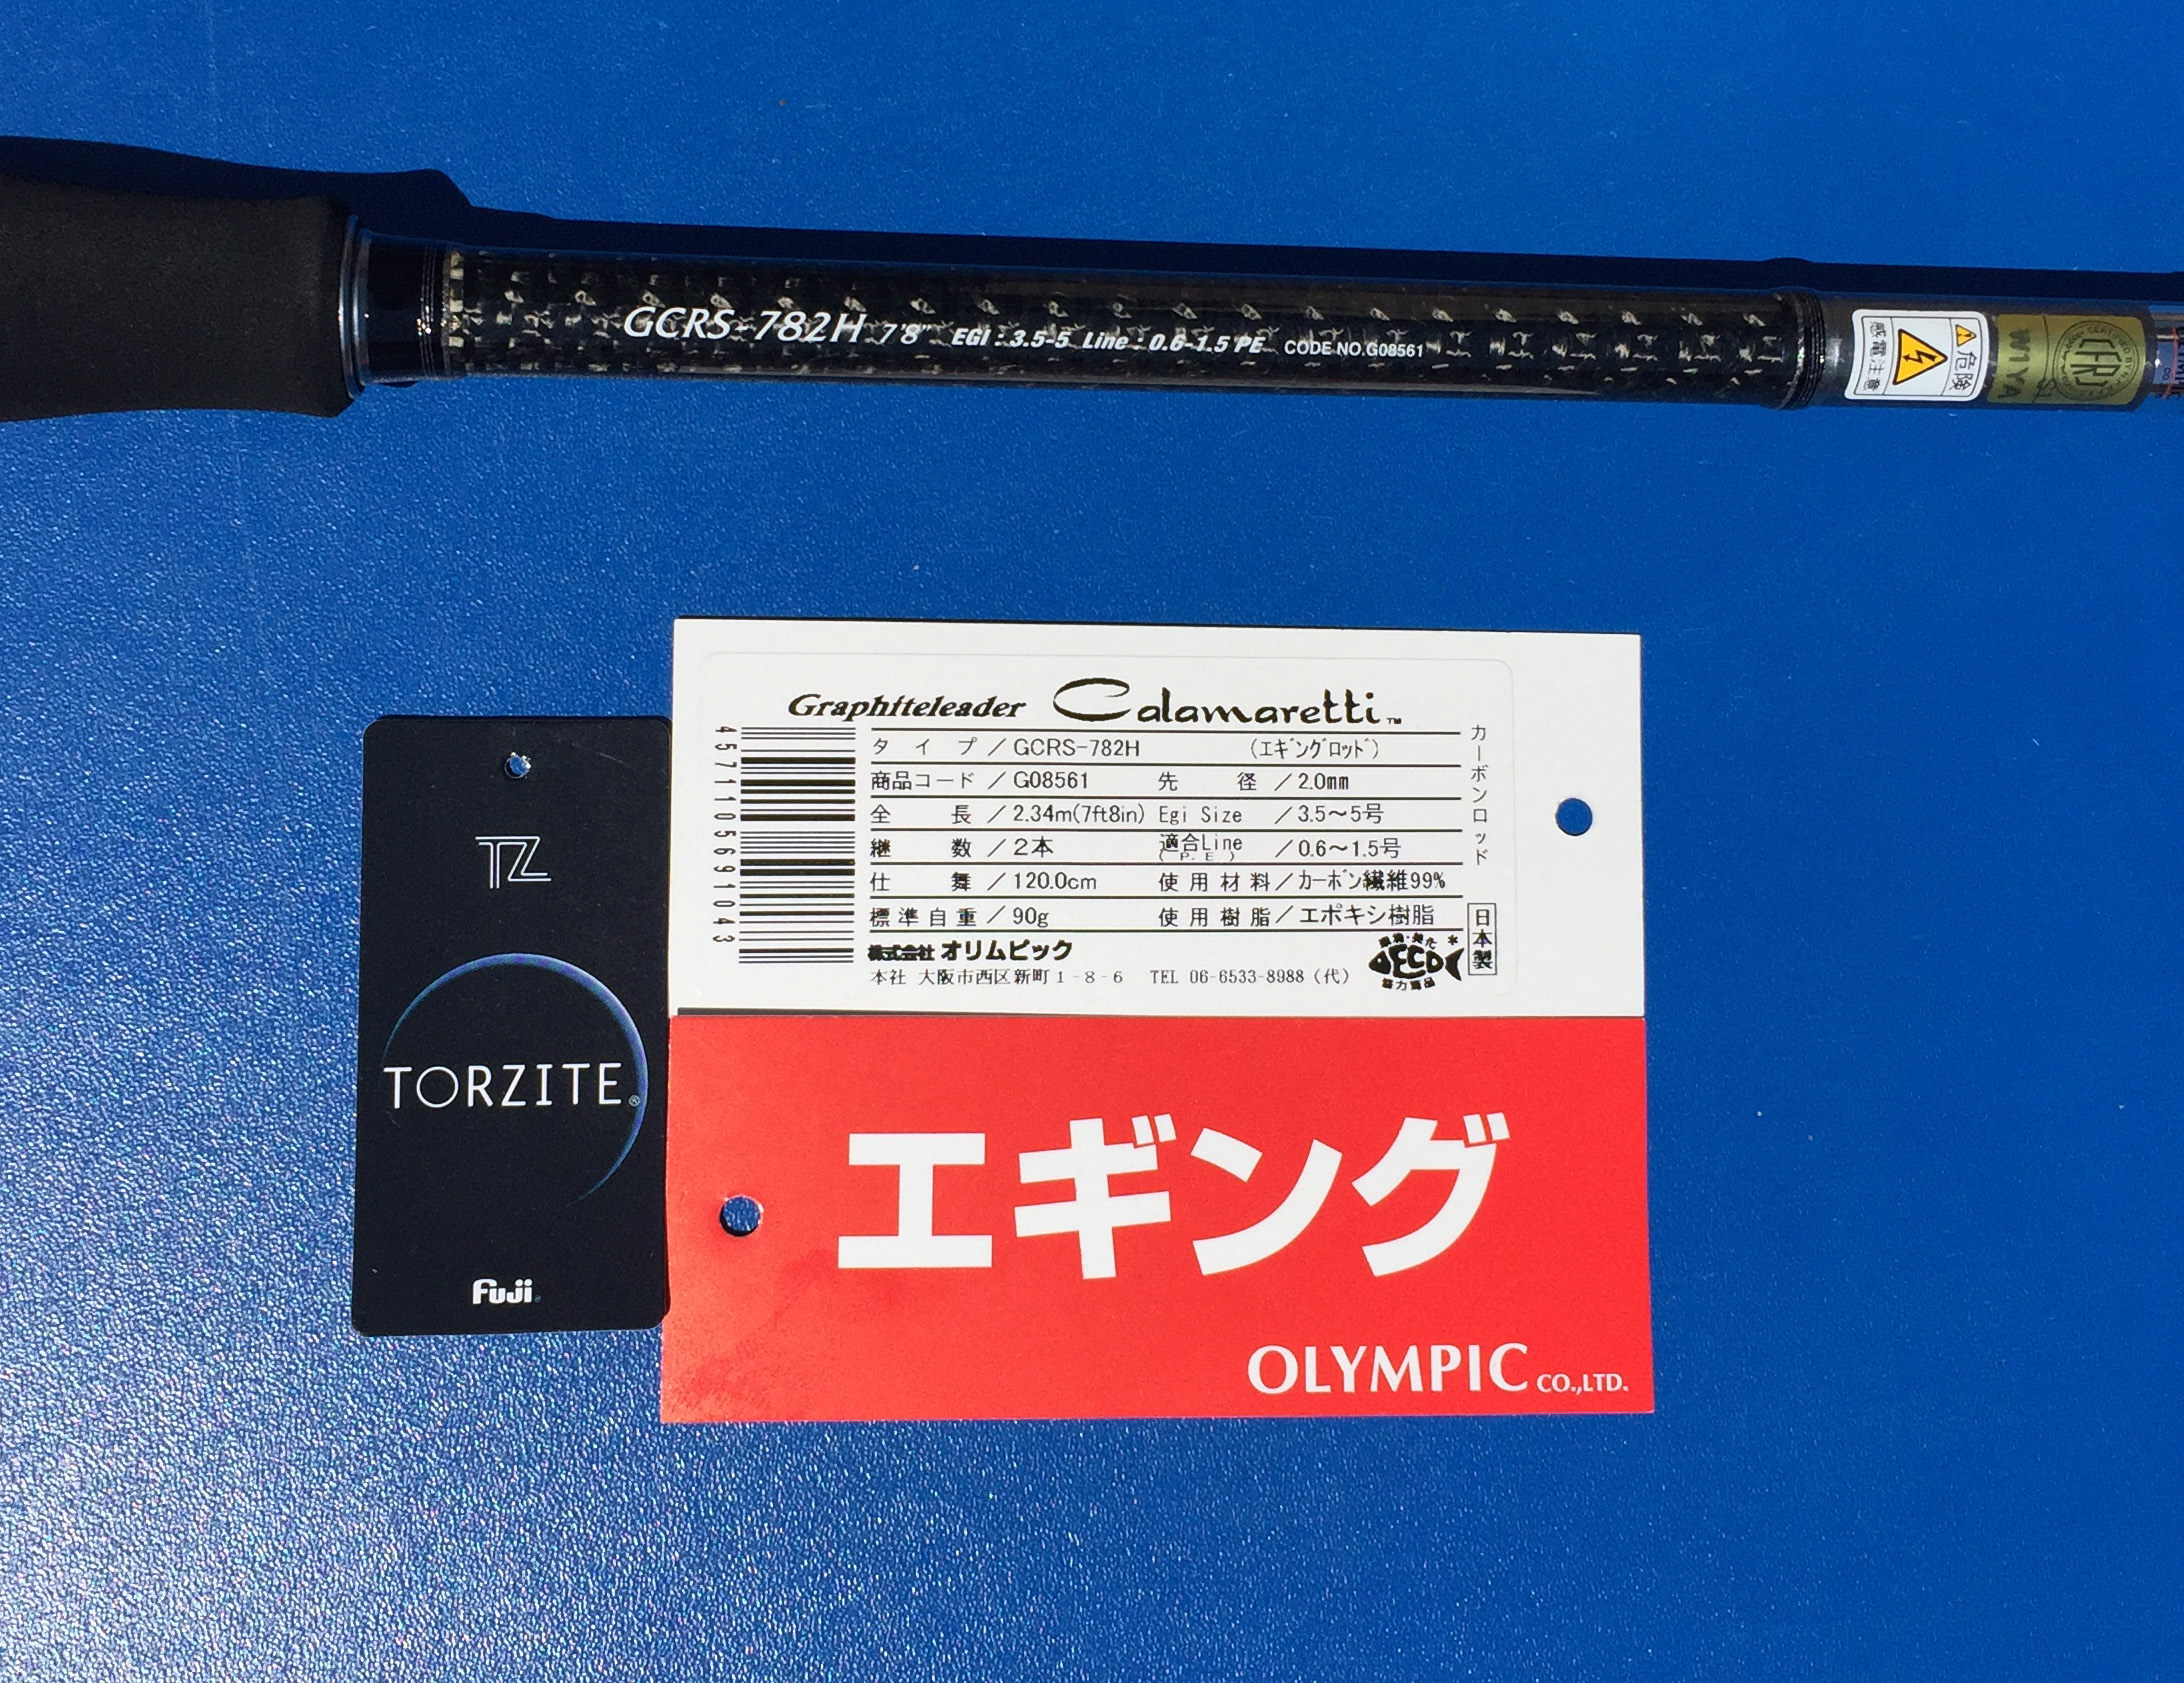 GCRS-782H 7'8" EGI : 3.5-5 Line : 0.6-1.5 PE CODE NO.G08561
危険
感電注意
CFRJ
Graphiteleader Calamaretti™
カーボンロッド
タイプ／GCRS-782H (エギングロッド)
商品コード／G08561 先径／2.0mm
全長／2.34m(7ft8in) Egi Size／3.5～5号
継数／2本 適合Line／0.6～1.5号
( P. E )
仕舞／120.0cm 使用材料／カーボン繊維99%
標準自重／90g 使用樹脂／エポキシ樹脂
日本製
株式会社 オリムピック
本社 大阪市西区新町1-8-6 TEL 06-6533-8988（代）
ECO
協力商品
4571105691043
TZ
TORZITE®
Fuji
エギング
OLYMPIC CO.,LTD.